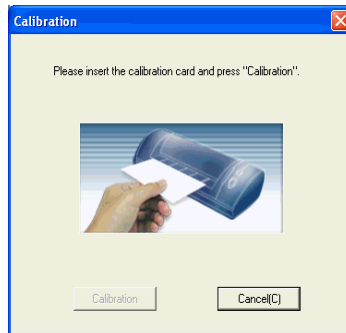 Calibration
Please insert the calibration card and press "Calibration".
Calibration
Cancel(C)